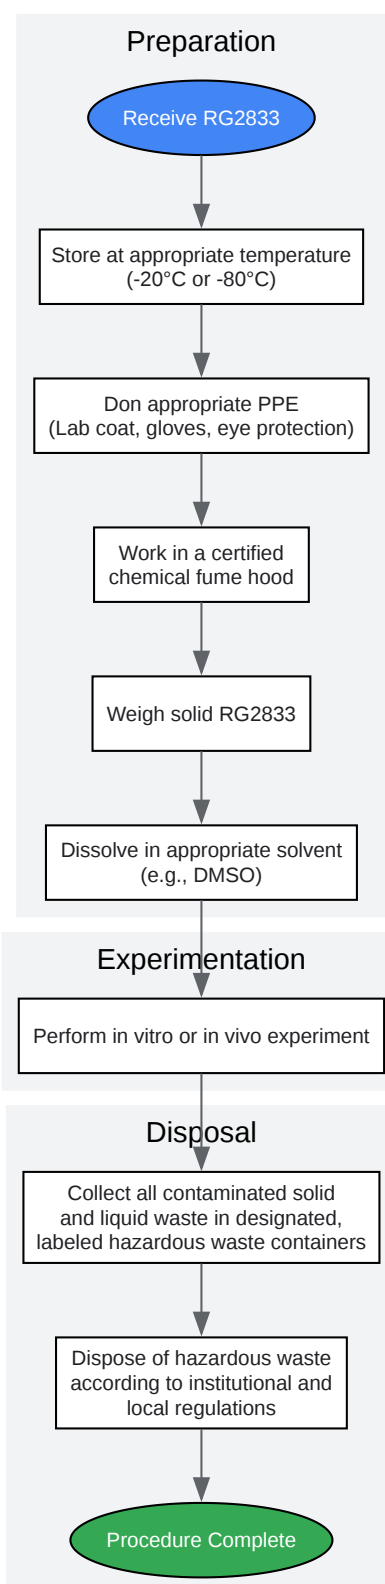 Preparation
Receive RG2833
Store at appropriate temperature
(-20°C or -80°C)
Don appropriate PPE
(Lab coat, gloves, eye protection)
Work in a certified
chemical fume hood
Weigh solid RG2833
Dissolve in appropriate solvent
(e.g., DMSO)
Experimentation
Perform in vitro or in vivo experiment
Disposal
Collect all contaminated solid
and liquid waste in designated,
labeled hazardous waste containers
Dispose of hazardous waste
according to institutional and
local regulations
Procedure Complete